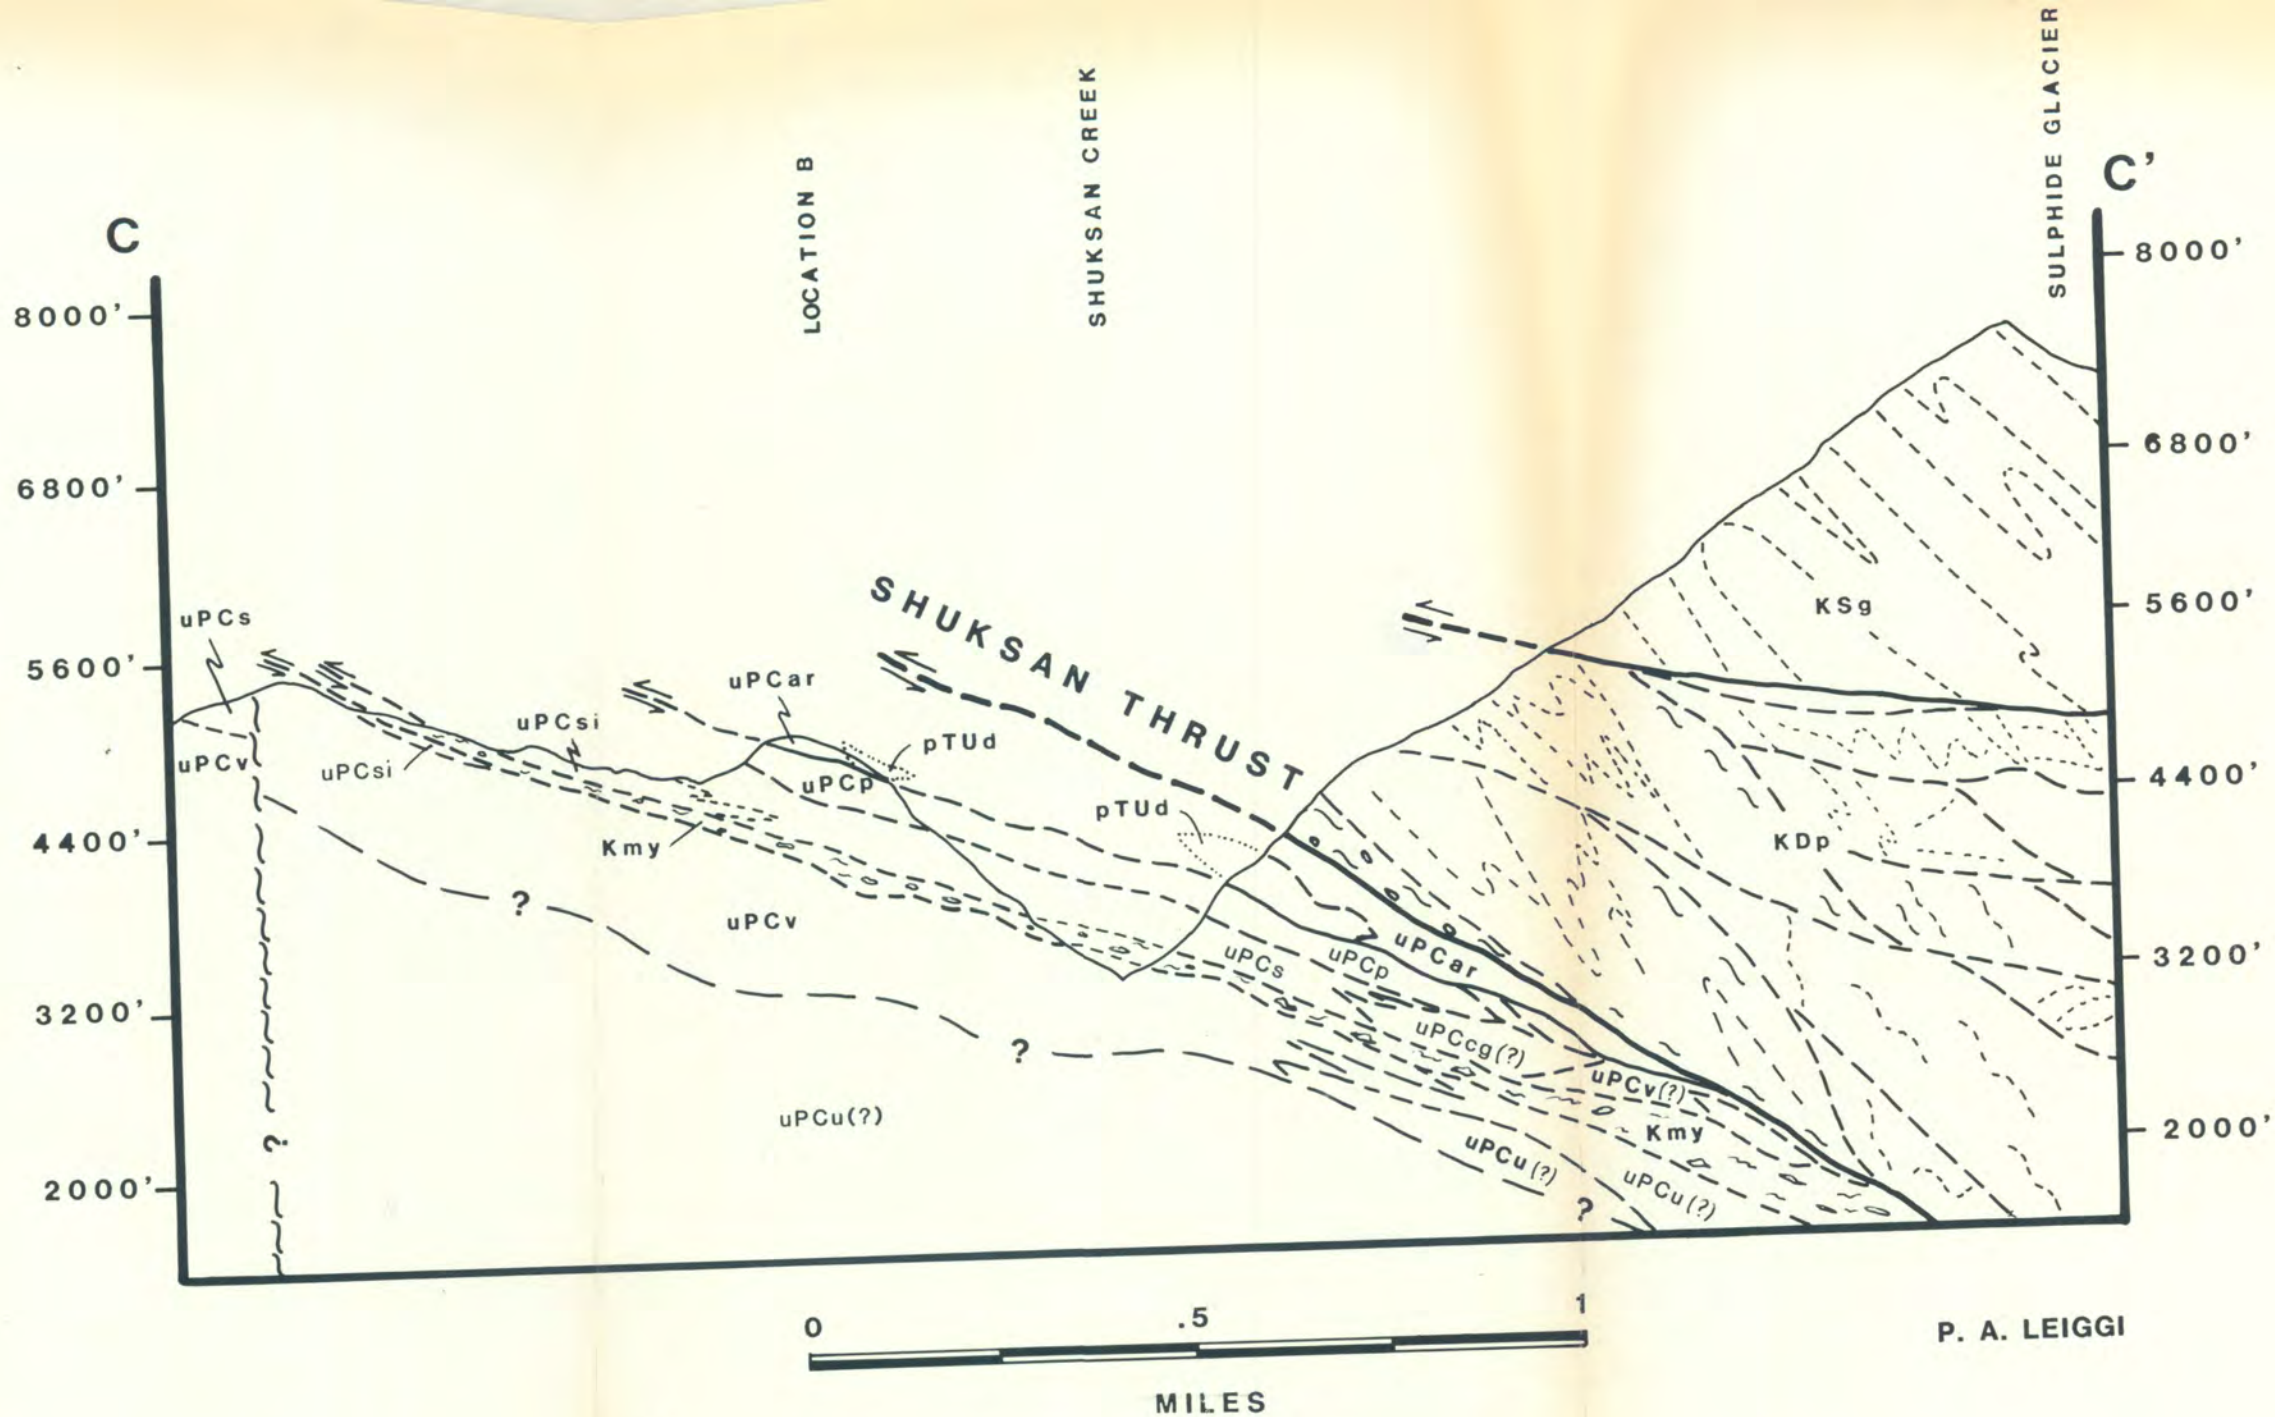 SULPHIDE GLACIER
SHUKSAN CREEK
LOCATION B
C
C'
8000'
6800'
5600'
4400'
3200'
2000'
8000'
6800'
5600'
4400'
3200'
2000'
SHUKSAN THRUST
uPCs
uPCv
uPCsi
uPCsi
Kmy
uPCar
pTUd
uPCp
pTUd
KSg
KDp
uPCv
?
?
uPCu(?)
?
uPCs
uPCp
uPCar
uPCcg(?)
uPCv(?)
Kmy
uPCu(?)
uPCu(?)
?
0 .5 1
MILES
P. A. LEIGGI